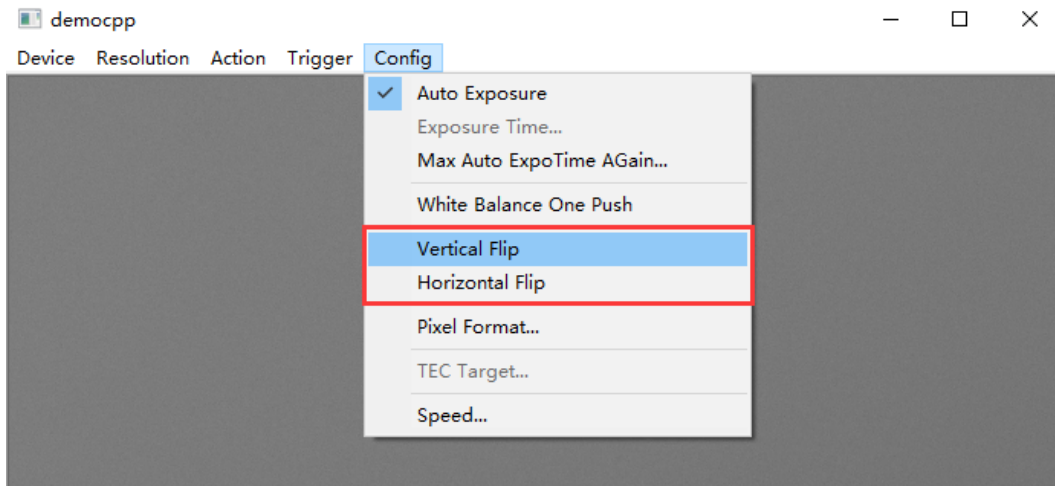 democpp
Device Resolution Action Trigger Config
Auto Exposure
Exposure Time...
Max Auto ExpoTime AGain...
White Balance One Push
Vertical Flip
Horizontal Flip
Pixel Format...
TEC Target...
Speed...